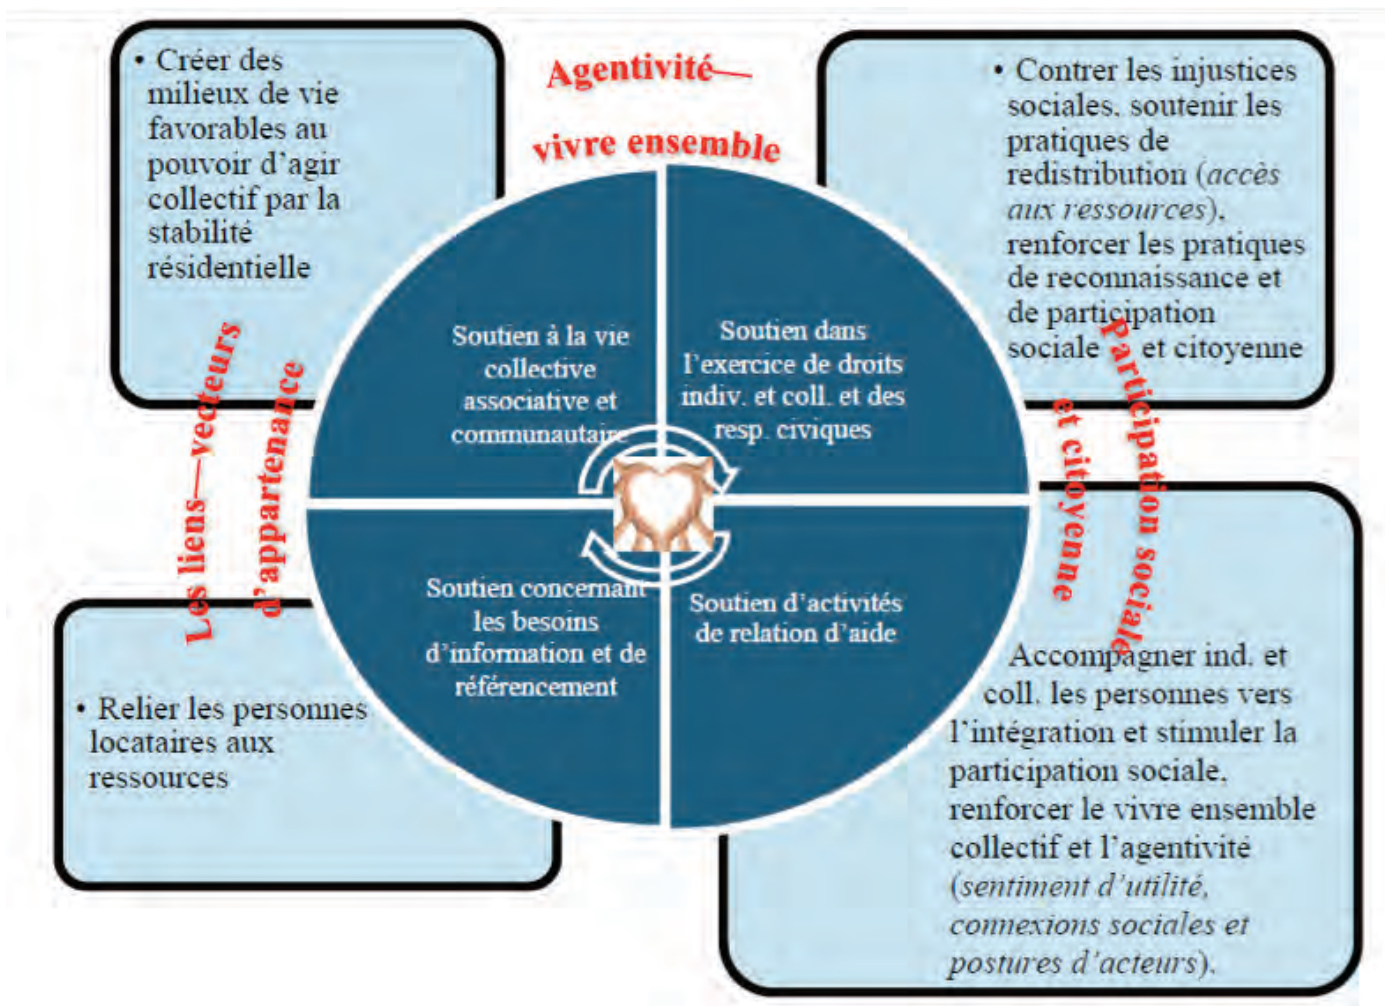 • Créer des
milieux de vie
favorables au
pouvoir d'agir
collectif par la
stabilité
résidentielle
Agentivité—
vivre ensemble
• Contrer les injustices
sociales, soutenir les
pratiques de
redistribution (accès
aux ressources),
renforcer les pratiques
de reconnaissance et
de participation
sociale et citoyenne
Les liens—vecteurs
d'appartenance
Soutien à la vie
collective
associative et
communautaire
Soutien dans
l'exercice de droits
indiv. et coll. et des
resp. civiques
Participation sociale
et citoyenne
Soutien concernant
les besoins
d'information et de
référencement
Soutien d'activités
de relation d'aide
• Relier les personnes
locataires aux
ressources
Accompagner ind. et
coll. les personnes vers
l'intégration et stimuler la
participation sociale,
renforcer le vivre ensemble
collectif et l'agentivité
(sentiment d'utilité,
connexions sociales et
postures d'acteurs).